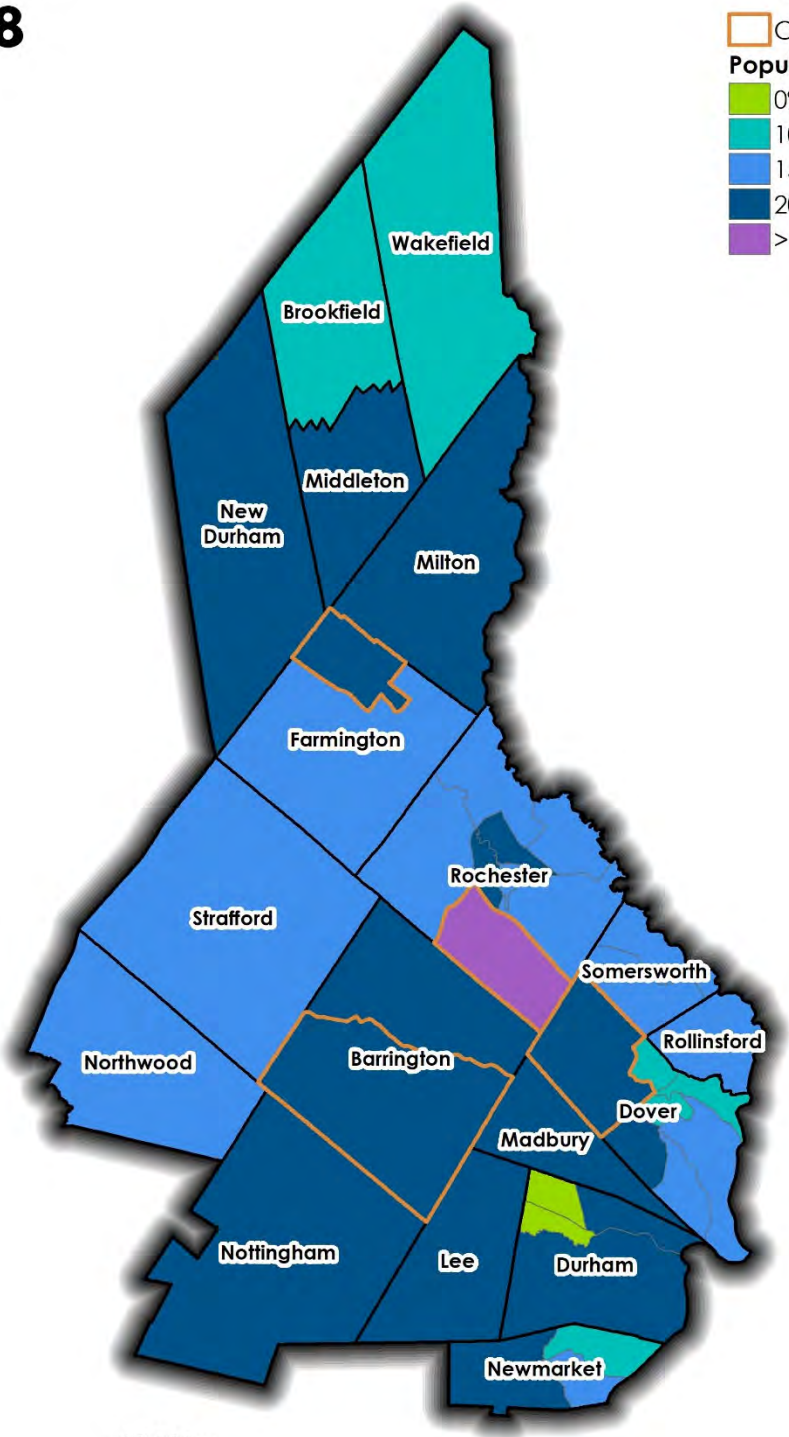 8
Popu
Wakefield
Brookfield
Middleton
New
Durham
Milton
Farmington
Rochester
Strafford
Somersworth
Rollinsford
Northwood
Barrington
Dover
Madbury
Nottingham
Lee
Durham
Newmarket